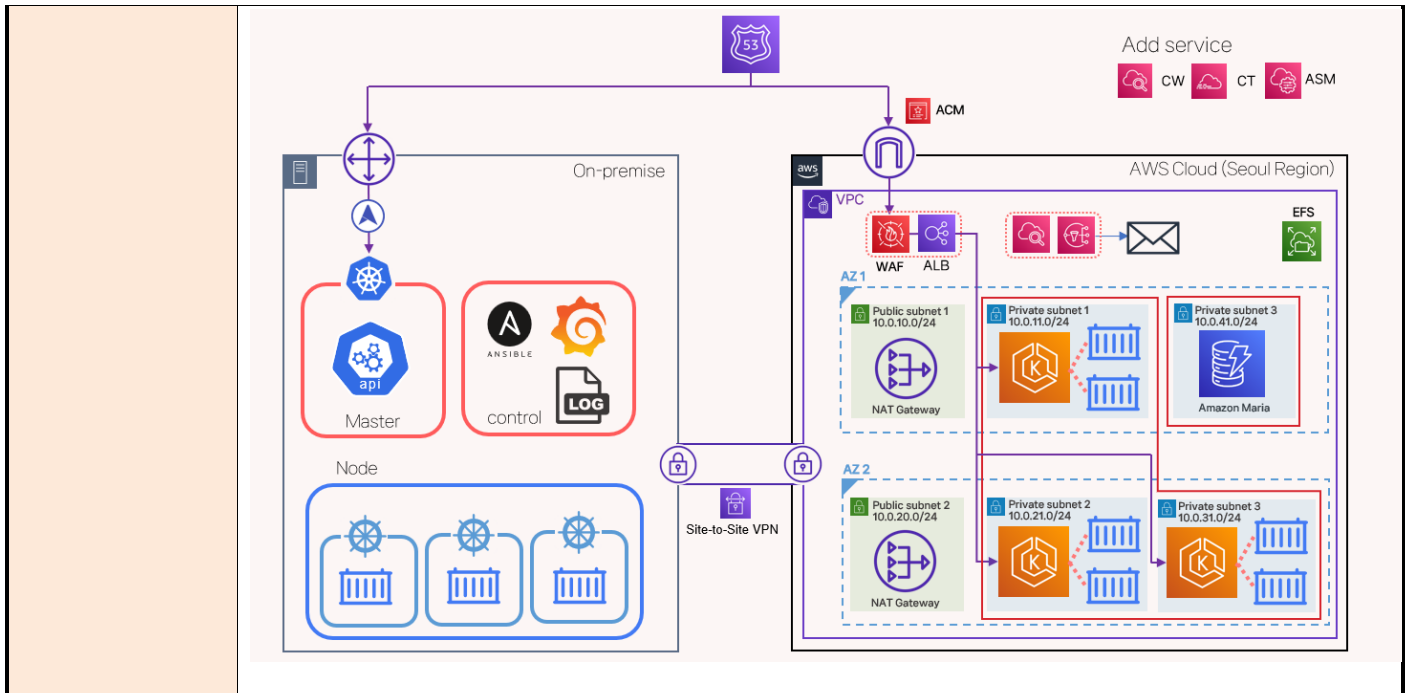 53
Add service
CW
CT
ASM
ACM
On-premise
aws
AWS Cloud (Seoul Region)
VPC
EFS
WAF
ALB
AZ 1
Public subnet 1
10.0.10.0/24
NAT Gateway
Private subnet 1
10.0.11.0/24
K
Private subnet 3
10.0.41.0/24
Amazon Maria
ANSIBLE
LOG
api
Master
control
Node
Site-to-Site VPN
AZ 2
Public subnet 2
10.0.20.0/24
NAT Gateway
Private subnet 2
10.0.21.0/24
K
Private subnet 3
10.0.31.0/24
K